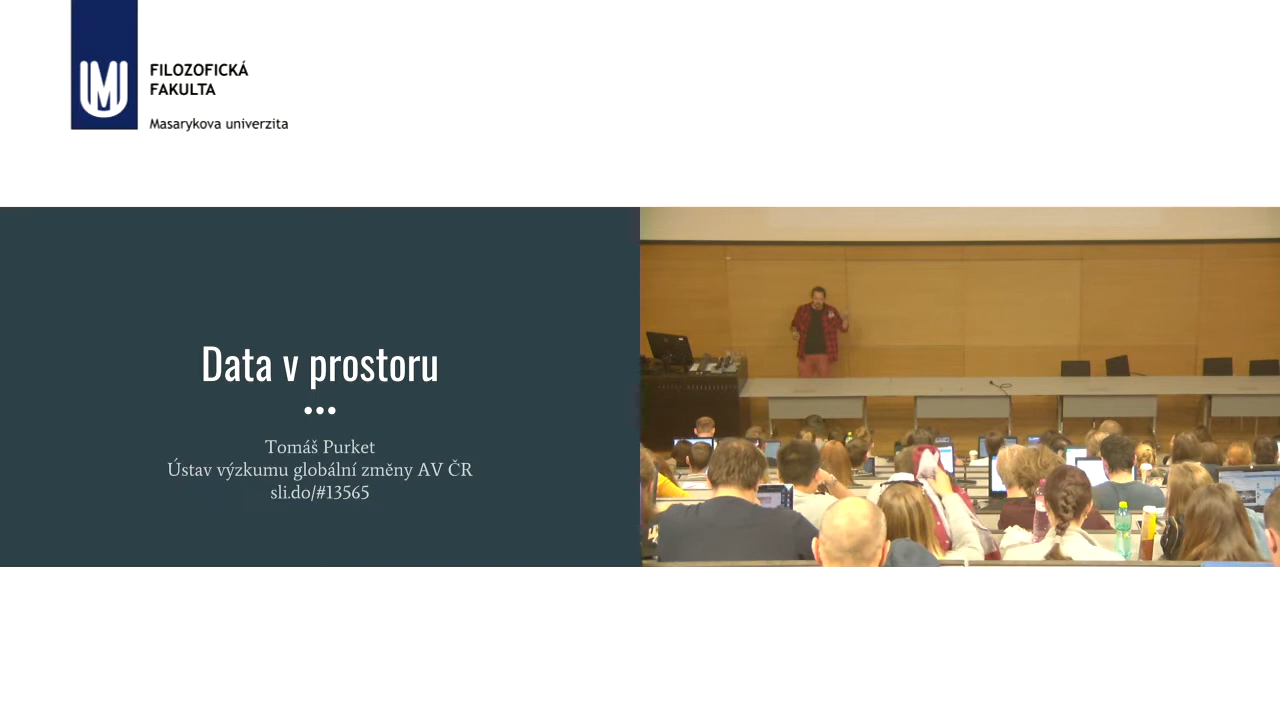 FILOZOFICKÁ
FAKULTA
Masarykova univerzita
Data v prostoru
Tomáš Purket
Ústav výzkumu globální změny AV ČR
sli.do/#13565